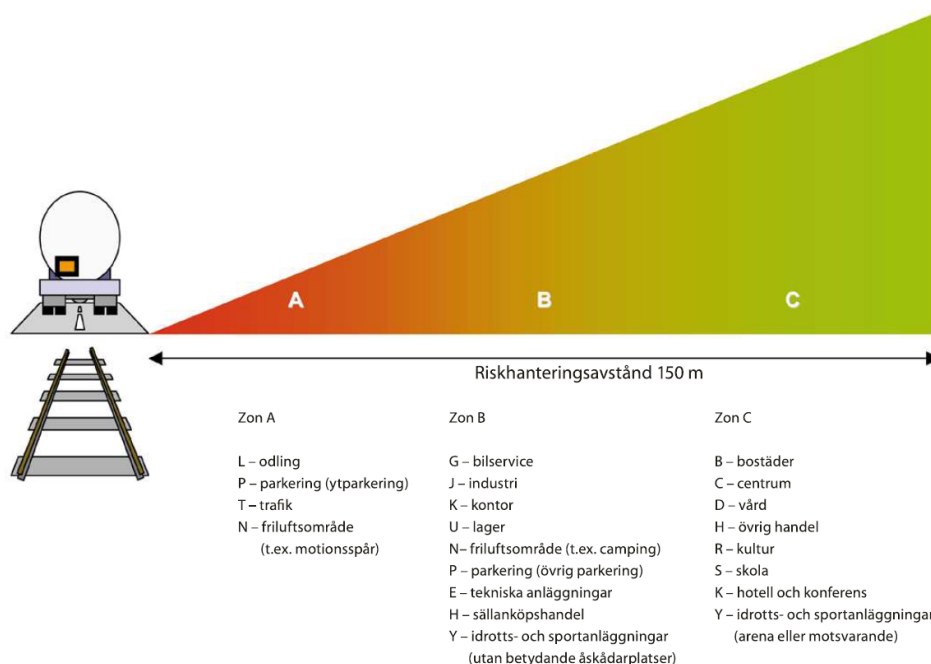 A
B
C
Riskhanteringsavstånd 150 m
Zon A
L – odling
P – parkering (ytparkering)
T – trafik
N – friluftsområde
(t.ex. motionsspår)
Zon B
G – bilservice
J – industri
K – kontor
U – lager
N– friluftsområde (t.ex. camping)
P – parkering (övrig parkering)
E – tekniska anläggningar
H – sällanköpshandel
Y – idrotts- och sportanläggningar
(utan betydande åskådarplatser)
Zon C
B – bostäder
C – centrum
D – vård
H – övrig handel
R – kultur
S – skola
K – hotell och konferens
Y – idrotts- och sportanläggningar
(arena eller motsvarande)